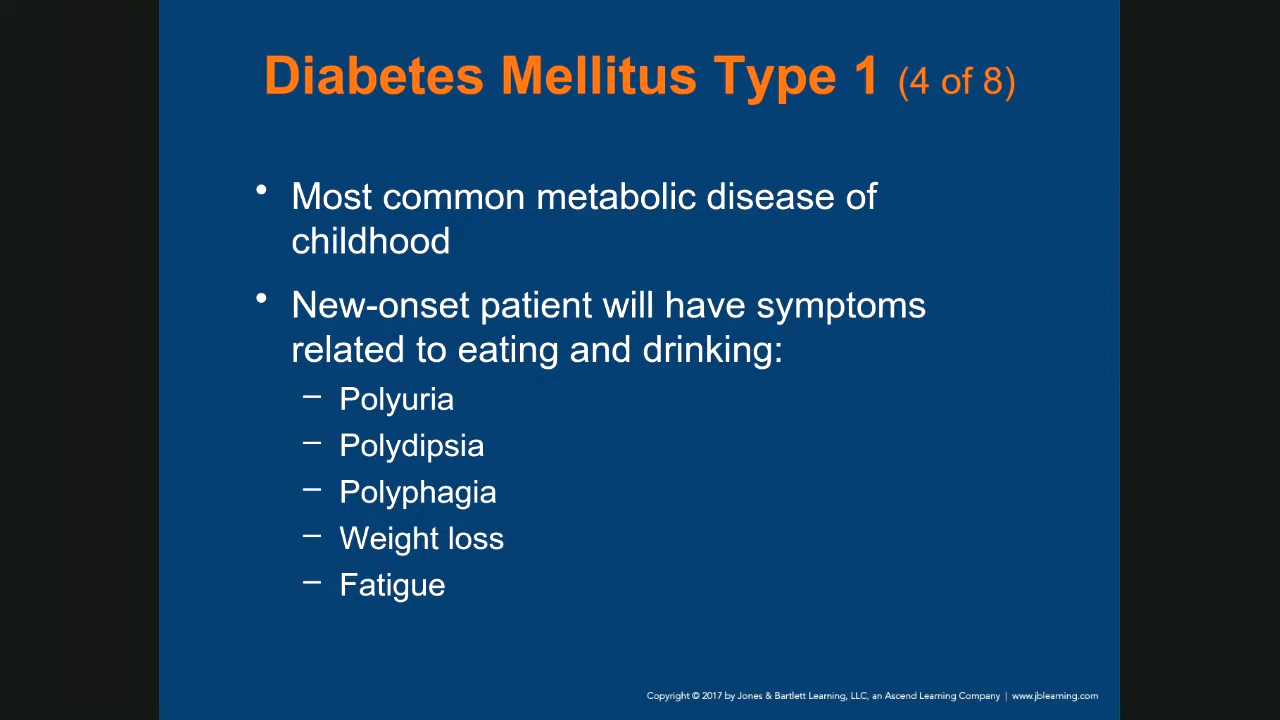 Diabetes Mellitus Type 1 (4 of 8)
• Most common metabolic disease of
childhood
• New-onset patient will have symptoms
related to eating and drinking:
– Polyuria
– Polydipsia
– Polyphagia
– Weight loss
– Fatigue
Copyright © 2017 by Jones & Bartlett Learning, LLC, an Ascend Learning Company | www.jblearning.com